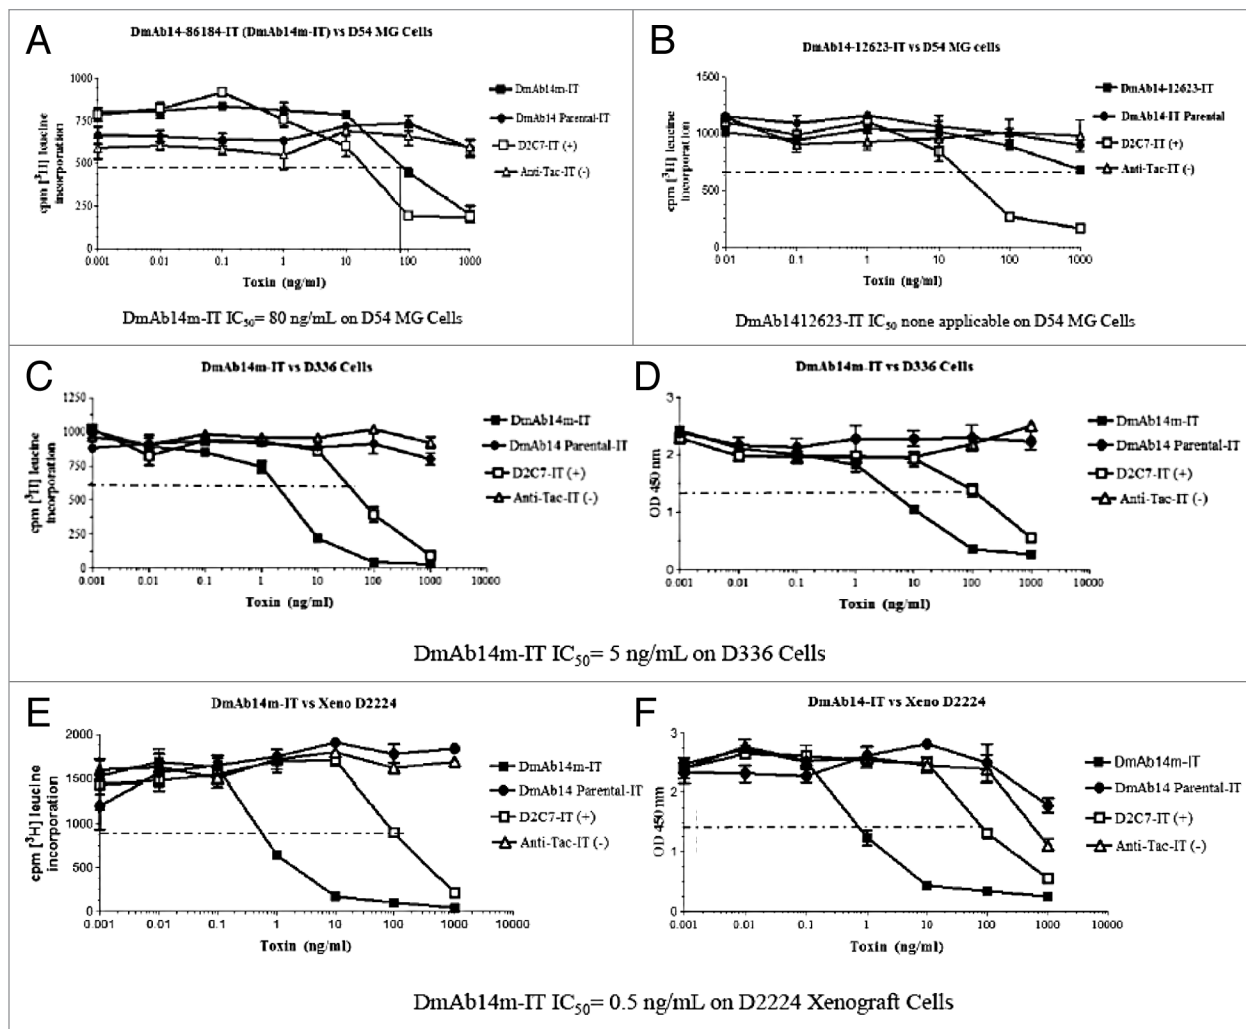 A
DmAb14-86184-IT (DmAb14m-IT) vs D54 MG Cells
cpm [³H] leucine
incorporation
1000
750
500
250
0
0.001 0.01 0.1 1 10 100 1000
Toxin (ng/ml)
DmAb14m-IT
DmAb14 Parental-IT
D2C7-IT (+)
Anti-Tac-IT (-)
DmAb14m-IT IC₅₀= 80 ng/mL on D54 MG Cells
B
DmAb14-12623-IT vs D54 MG cells
cpm [³H] leucine
incorporation
1500
1000
500
0
0.01 0.1 1 10 100 1000
Toxin (ng/ml)
DmAb14-12623-IT
DmAb14-IT Parental
D2C7-IT (+)
Anti-Tac-IT (-)
DmAb1412623-IT IC₅₀ none applicable on D54 MG Cells
C
DmAb14m-IT vs D336 Cells
cpm [³H] leucine
incorporation
1250
1000
750
500
250
0
0.001 0.01 0.1 1 10 100 1000 10000
Toxin (ng/ml)
DmAb14m-IT
DmAb14 Parental-IT
D2C7-IT (+)
Anti-Tac-IT (-)
D
DmAb14m-IT vs D336 Cells
OD 450 nm
3
2
1
0
0.001 0.01 0.1 1 10 100 1000 10000
Toxin (ng/ml)
DmAb14m-IT
DmAb14 Parental-IT
D2C7-IT (+)
Anti-Tac-IT (-)
DmAb14m-IT IC₅₀= 5 ng/mL on D336 Cells
E
DmAb14m-IT vs Xeno D2224
cpm [³H] leucine
incorporation
2000
1500
1000
500
0
0.001 0.01 0.1 1 10 100 1000 10000
Toxin (ng/ml)
DmAb14m-IT
DmAb14 Parental-IT
D2C7-IT (+)
Anti-Tac-IT (-)
F
DmAb14-IT vs Xeno D2224
OD 450 nm
3
2
1
0
0.001 0.01 0.1 1 10 100 1000 10000
Toxin (ng/ml)
DmAb14m-IT
DmAb14 Parental-IT
D2C7-IT (+)
Anti-Tac-IT (-)
DmAb14m-IT IC₅₀= 0.5 ng/mL on D2224 Xenograft Cells